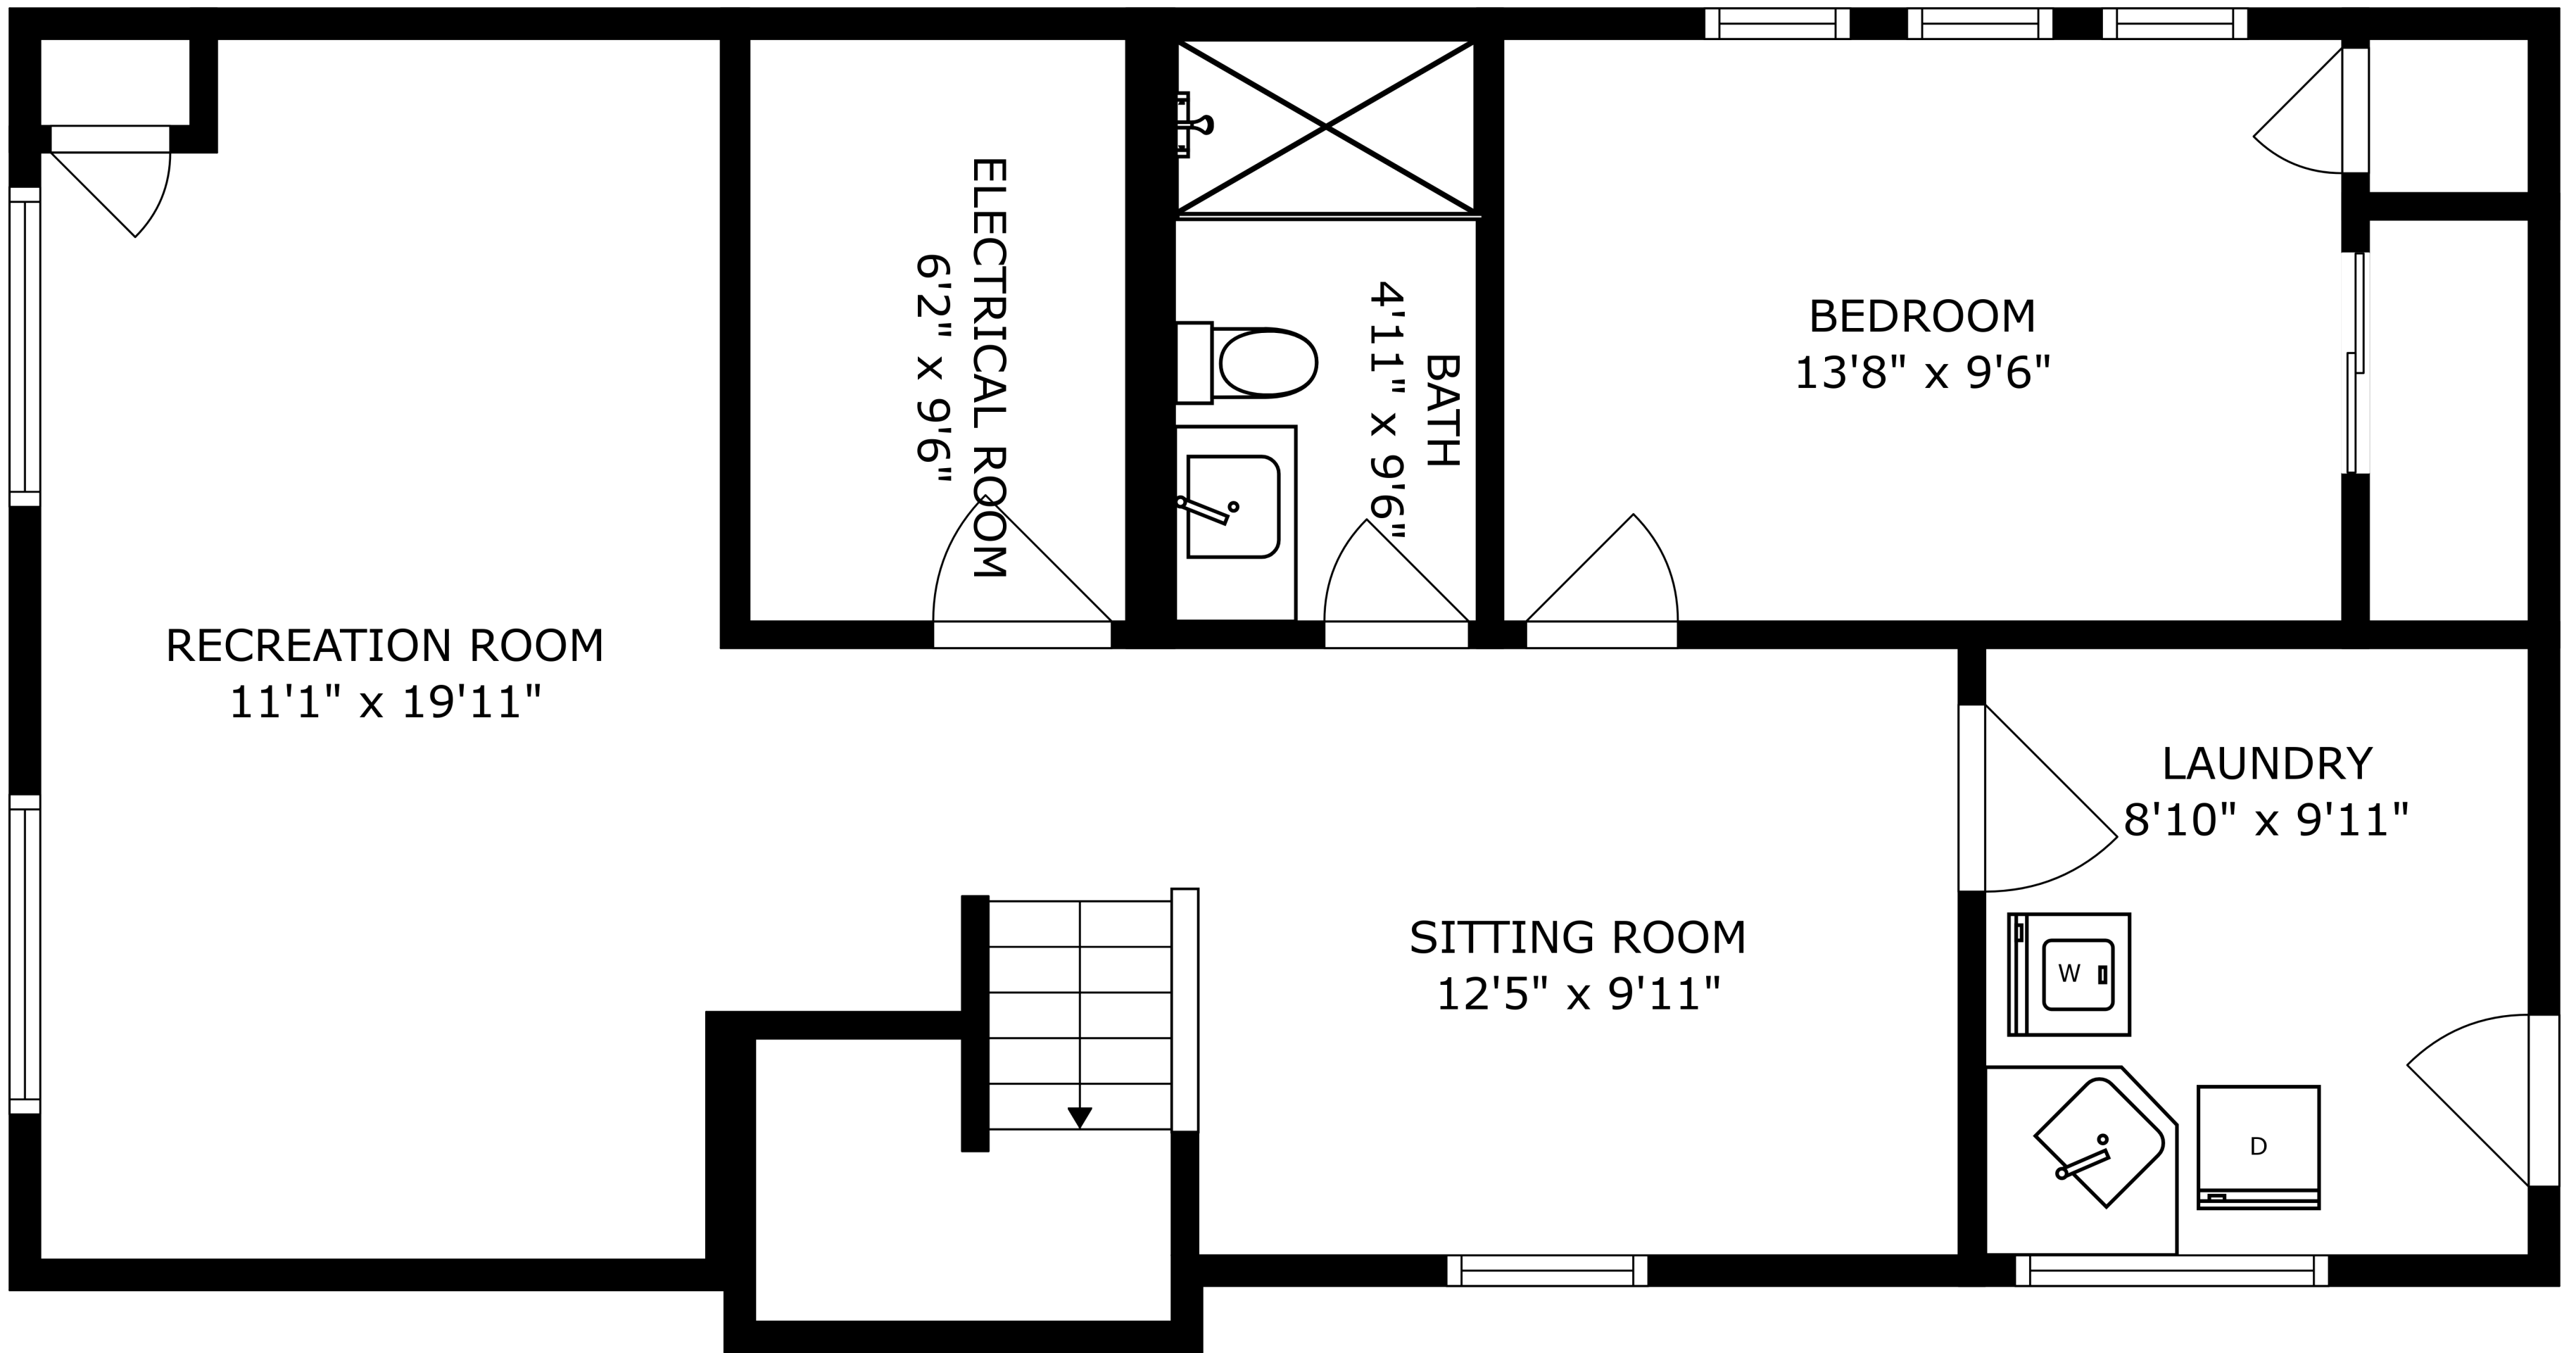 RECREATION ROOM
11'1" x 19'11"
ELECTRICAL ROOM
6'2" x 9'6"
BATH
4'11" x 9'6"
BEDROOM
13'8" x 9'6"
SITTING ROOM
12'5" x 9'11"
LAUNDRY
8'10" x 9'11"
W
D